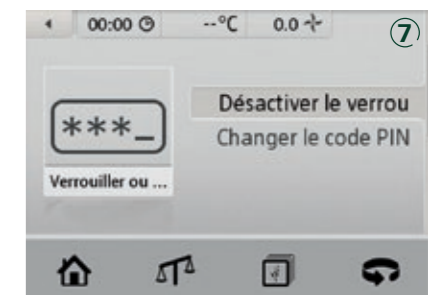 00:00 --°C 0.0 7
Désactiver le verrou
***_
Changer le code PIN
Verrouiller ou ...